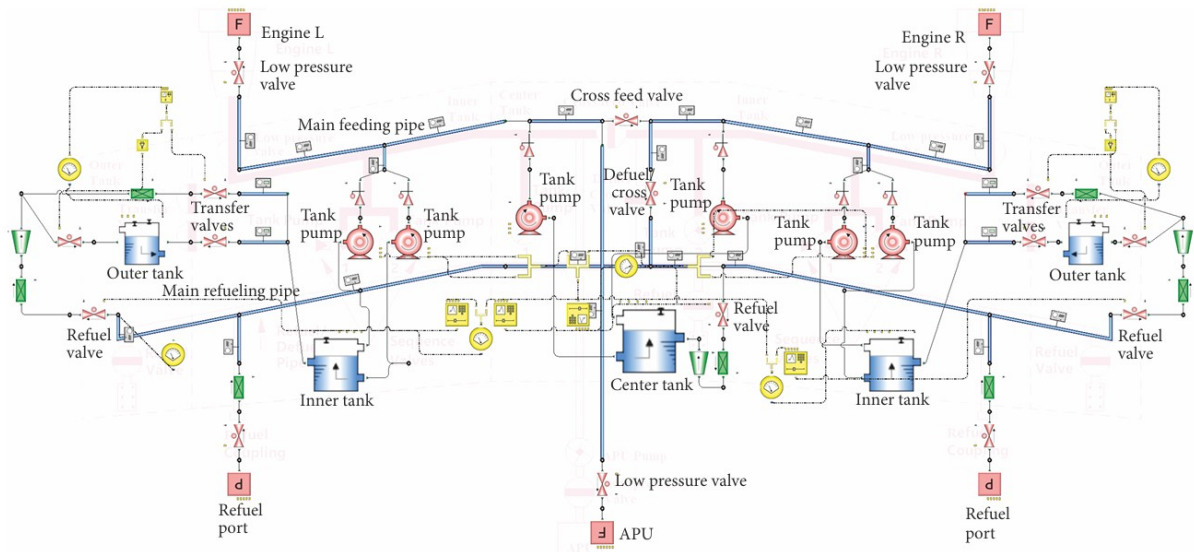 F
F
Engine L
Engine R
Low pressure
valve
Low pressure
valve
Cross feed valve
Main feeding pipe
Defuel/
cross
valve
Tank
pump
Tank
pump
Transfer
valves
Tank
pump
Tank
pump
Tank
pump
Tank
pump
Transfer
valves
Outer tank
Outer tank
Main refueling pipe
Refuel
valve
Refuel
valve
Refuel
valve
Inner tank
Center tank
Inner tank
Low pressure valve
Refuel
port
Refuel
port
APU